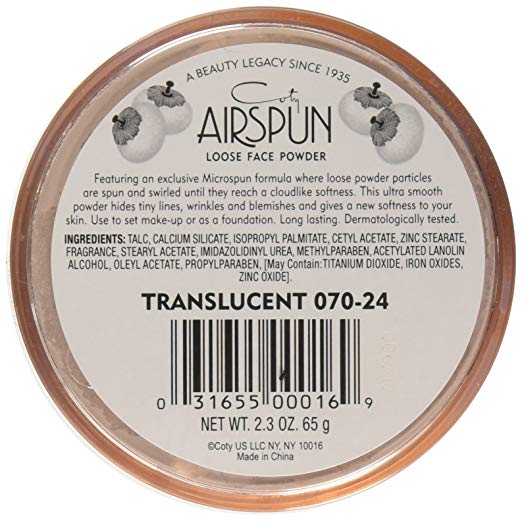 A BEAUTY LEGACY SINCE 1935
Coty
AIRSPUN
LOOSE FACE POWDER
Featuring an exclusive Microspun formula where loose powder particles
are spun and swirled until they reach a cloudlike softness. This ultra smooth
powder hides tiny lines, wrinkles and blemishes and gives a new softness to your
skin. Use to set make-up or as a foundation. Long lasting. Dermatologically tested.
INGREDIENTS: TALC, CALCIUM SILICATE, ISOPROPYL PALMITATE, CETYL ACETATE, ZINC STEARATE,
FRAGRANCE, STEARYL ACETATE, IMIDAZOLIDINYL UREA, METHYLPARABEN, ACETYLATED LANOLIN
ALCOHOL, OLEYL ACETATE, PROPYLPARABEN, [May Contain:TITANIUM DIOXIDE, IRON OXIDES,
ZINC OXIDE].
TRANSLUCENT 070-24
0 31655 00016 9
NET WT. 2.3 OZ. 65 g
©Coty US LLC NY, NY 10016
Made in China